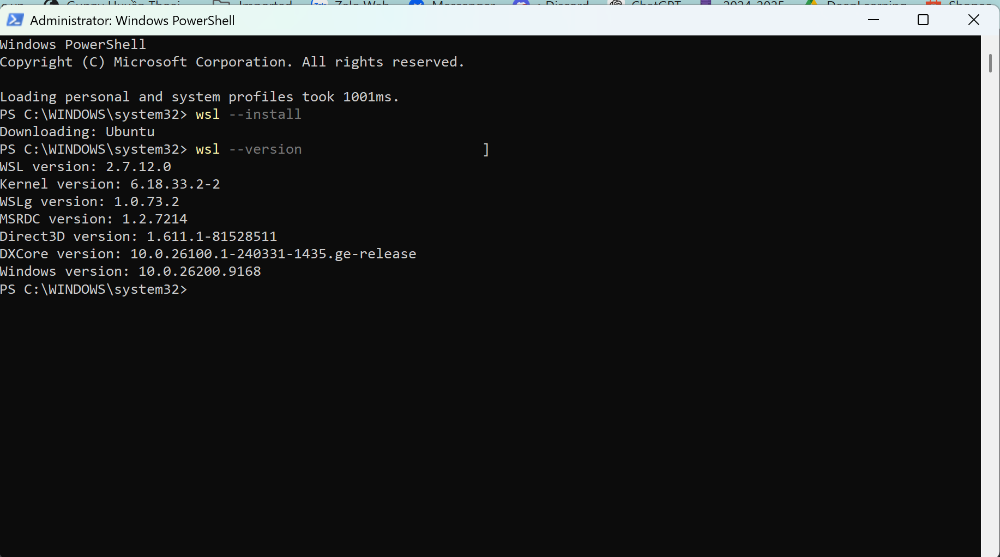 Administrator: Windows PowerShell
Windows PowerShell
Copyright (C) Microsoft Corporation. All rights reserved.
Loading personal and system profiles took 1001ms.
PS C:\WINDOWS\system32> wsl --install
Downloading: Ubuntu
PS C:\WINDOWS\system32> wsl --version ]
WSL version: 2.7.12.0
Kernel version: 6.18.33.2-2
WSLg version: 1.0.73.2
MSRDC version: 1.2.7214
Direct3D version: 1.611.1-81528511
DXCore version: 10.0.26100.1-240331-1435.ge-release
Windows version: 10.0.26200.9168
PS C:\WINDOWS\system32>